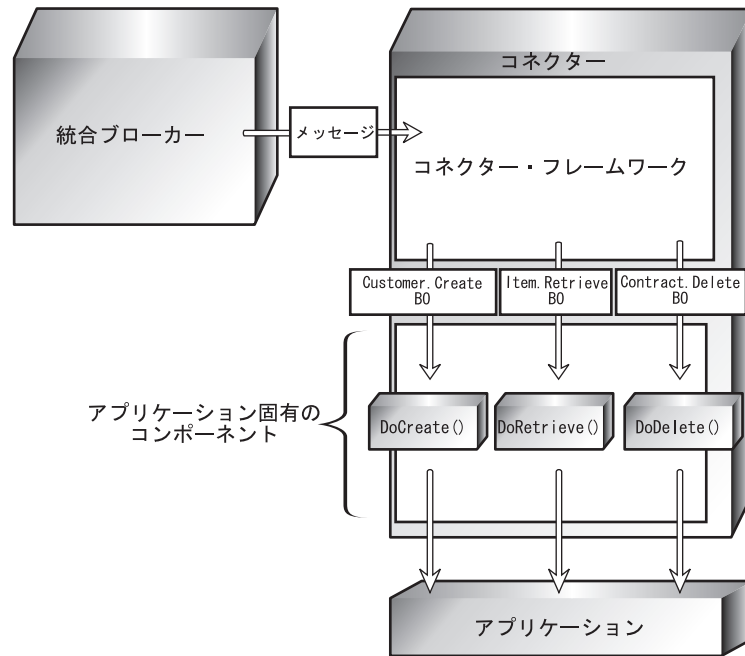 コネクター
統合ブローカー
メッセージ
コネクター・フレームワーク
Customer.Create
BO
Item.Retrieve
BO
Contract.Delete
BO
アプリケーション固有の
コンポーネント
DoCreate()
DoRetrieve()
DoDelete()
アプリケーション